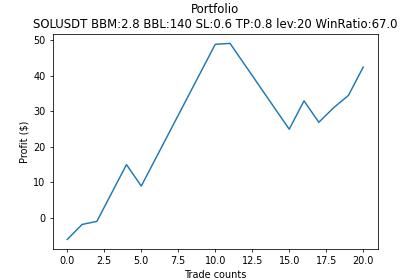 Portfolio
SOLUSDT BBM:2.8 BBL:140 SL:0.6 TP:0.8 lev:20 WinRatio:67.0
50
40
30
20
10
0
Profit ($)
0.0 2.5 5.0 7.5 10.0 12.5 15.0 17.5 20.0
Trade counts